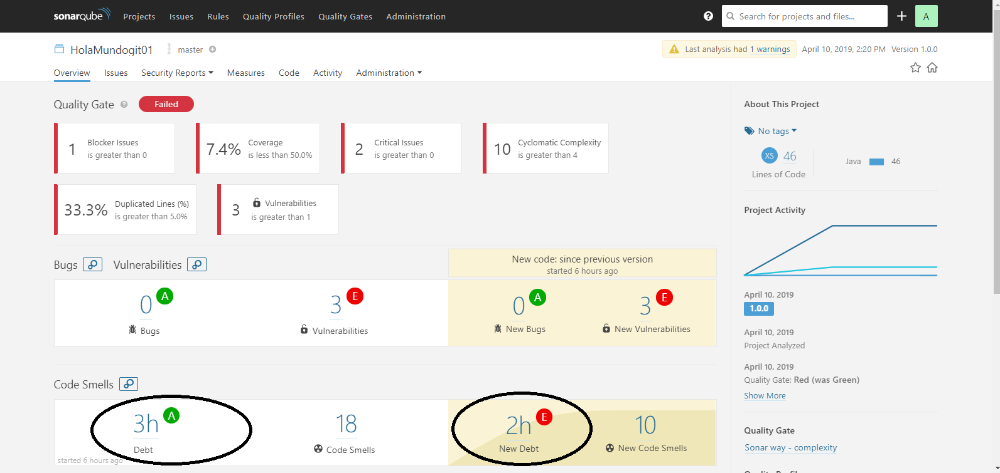 sonarqube Projects Issues Rules Quality Profiles Quality Gates Administration ? Search for projects and files... + A
HolaMundogit01 master Last analysis had 1 warnings April 10, 2019, 2:20 PM Version 1.0.0
Overview Issues Security Reports Measures Code Activity Administration
Quality Gate ? Failed
1 Blocker Issues
is greater than 0
7.4% Coverage
is less than 50.0%
2 Critical Issues
is greater than 0
10 Cyclomatic Complexity
is greater than 4
33.3% Duplicated Lines (%)
is greater than 5.0%
3 Vulnerabilities
is greater than 1
Bugs Vulnerabilities
New code: since previous version
started 6 hours ago
0 A
Bugs
3 E
Vulnerabilities
0 A
New Bugs
3 E
New Vulnerabilities
Code Smells
3h A
Debt
started 6 hours ago
18
Code Smells
2h E
New Debt
10
New Code Smells
About This Project
No tags
XS 46
Lines of Code
Java 46
Project Activity
April 10, 2019
1.0.0
April 10, 2019
Project Analyzed
April 10, 2019
Quality Gate: Red (was Green)
Show More
Quality Gate
Sonar way - complexity